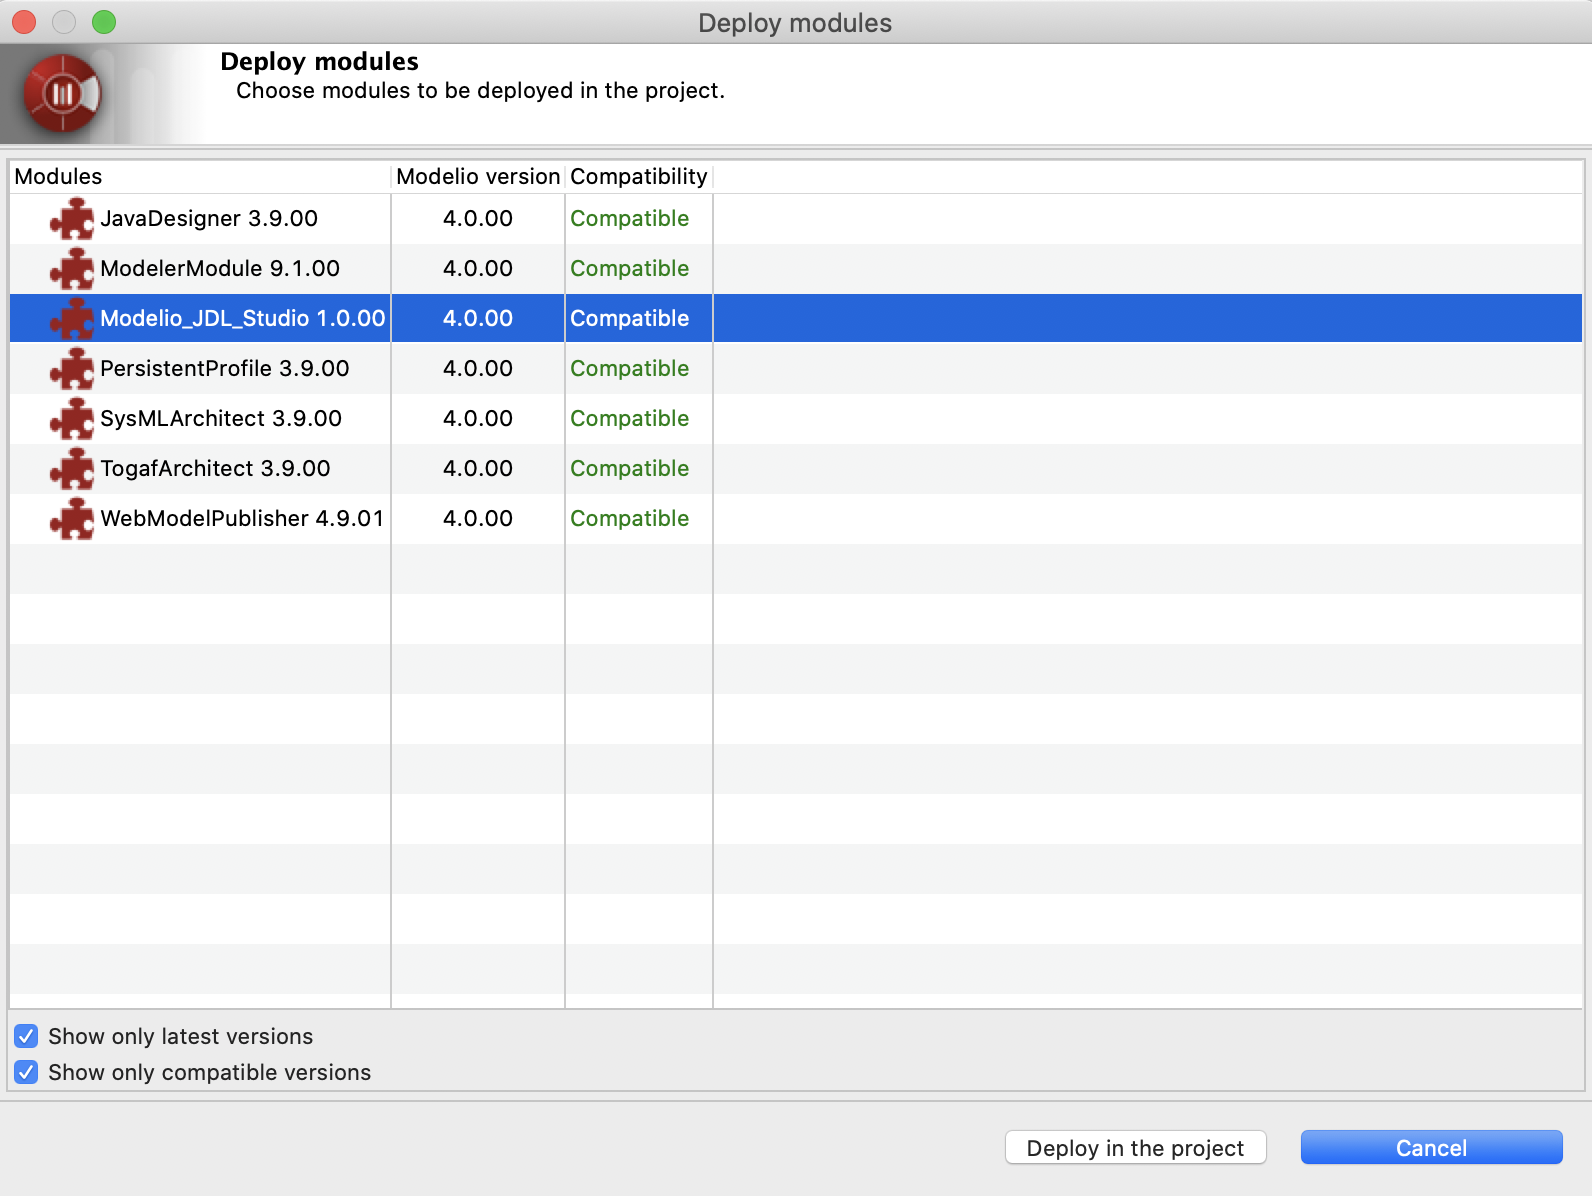 Deploy modules
Deploy modules
Choose modules to be deployed in the project.
Modules Modelio version Compatibility
JavaDesigner 3.9.00 4.0.00 Compatible
ModelerModule 9.1.00 4.0.00 Compatible
Modelio_JDL_Studio 1.0.00 4.0.00 Compatible
PersistentProfile 3.9.00 4.0.00 Compatible
SysMLArchitect 3.9.00 4.0.00 Compatible
TogafArchitect 3.9.00 4.0.00 Compatible
WebModelPublisher 4.9.01 4.0.00 Compatible
Show only latest versions
Show only compatible versions
Deploy in the project Cancel